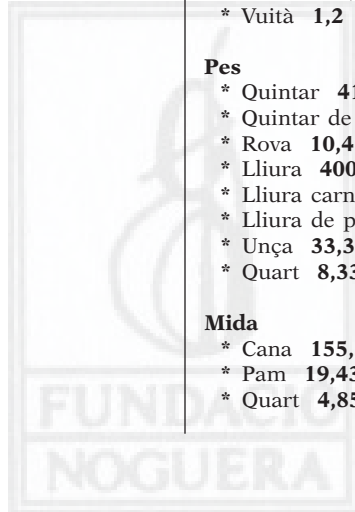 * Vuità 1,2
Pes
* Quintar 41
* Quintar de
* Rova 10,4
* Lliura 400
* Lliura carn
* Lliura de p
* Unça 33,3
* Quart 8,33
Mida
* Cana 155,
* Pam 19,43
* Quart 4,85
FUNDACIÓ
NOGUERA